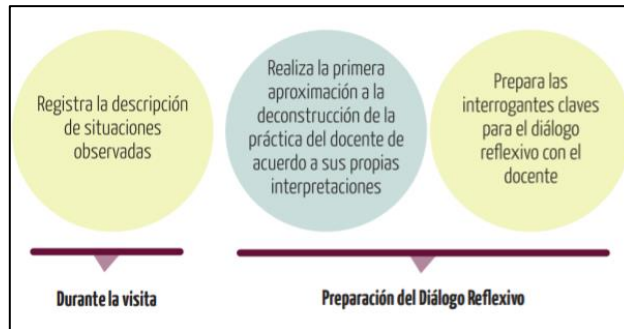 Registra la descripción
de situaciones
observadas
Realiza la primera
aproximación a la
deconstrucción de la
práctica del docente de
acuerdo a sus propias
interpretaciones
Prepara las
interrogantes claves
para el diálogo
reflexivo con el
docente
Durante la visita
Preparación del Diálogo Reflexivo